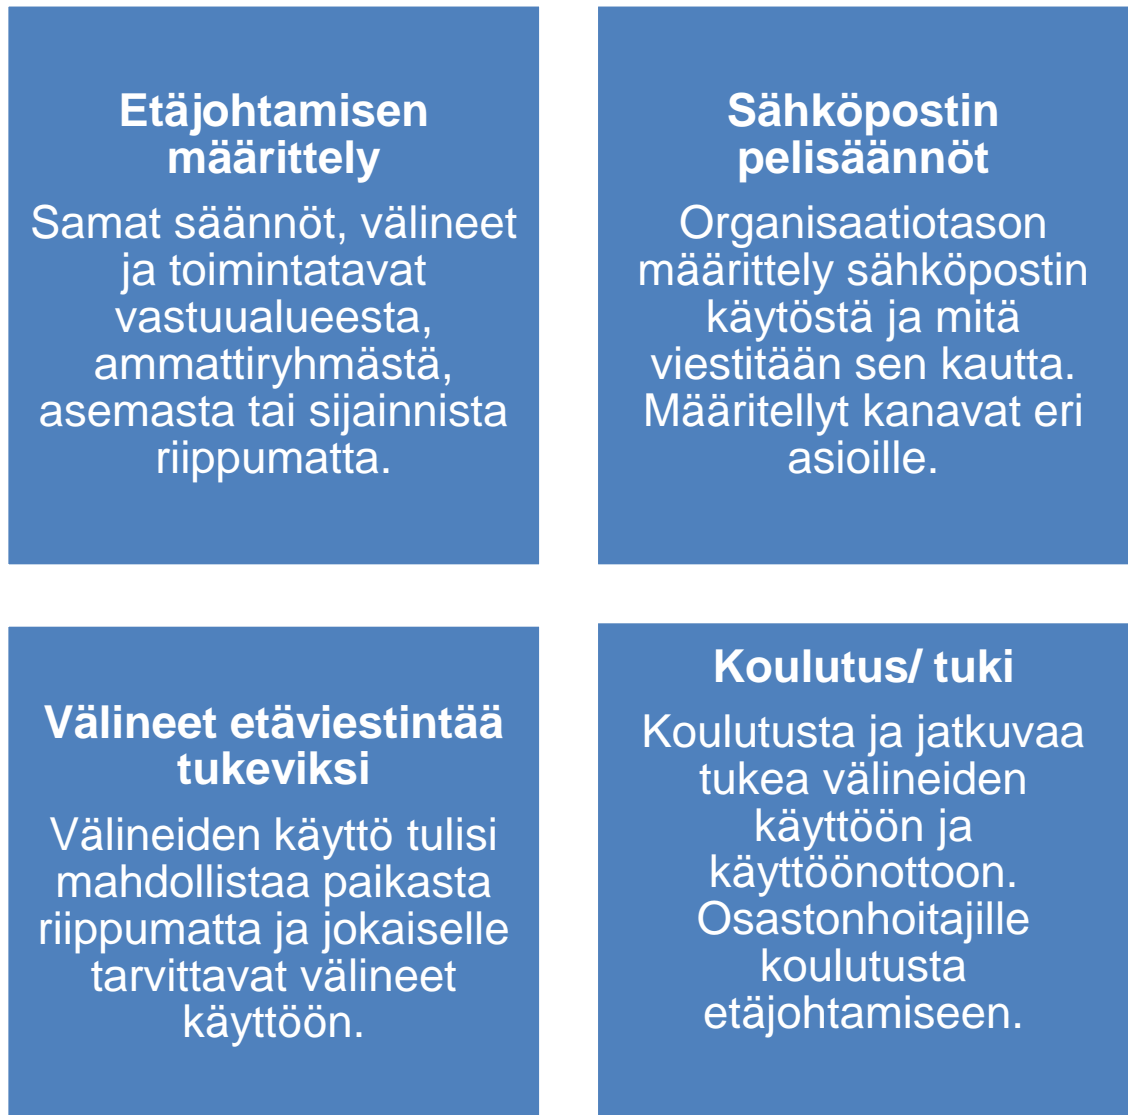 Etäjohtamisen
määrittely
Samat säännöt, välineet
ja toimintatavat
vastuualueesta,
ammattiryhmästä,
asemasta tai sijainnista
riippumatta.
Sähköpostin
pelisäännöt
Organisaatiotason
määrittely sähköpostin
käytöstä ja mitä
viestitään sen kautta.
Määritellyt kanavat eri
asioille.
Välineet etäviestintää
tukeviksi
Välineiden käyttö tulisi
mahdollistaa paikasta
riippumatta ja jokaiselle
tarvittavat välineet
käyttöön.
Koulutus/ tuki
Koulutusta ja jatkuvaa
tukea välineiden
käyttöön ja
käyttöönottoon.
Osastonhoitajille
koulutusta
etäjohtamiseen.